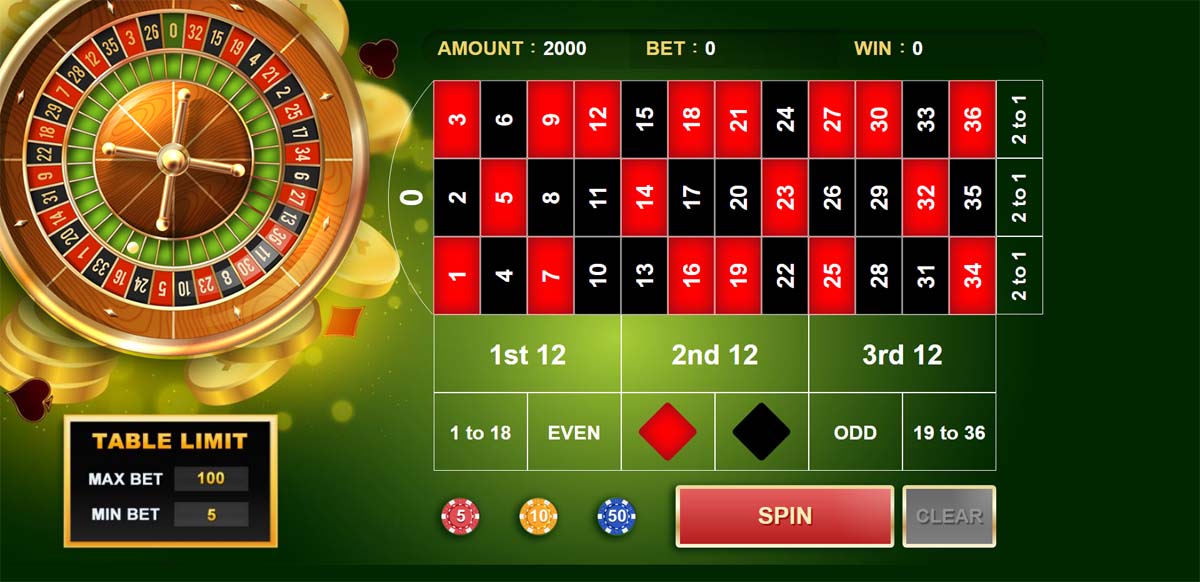 AMOUNT : 2000 BET : 0 WIN : 0
3 6 9 12 15 18 21 24 27 30 33 36 2 to 1
0 2 5 8 11 14 17 20 23 26 29 32 35 2 to 1
1 4 7 10 13 16 19 22 25 28 31 34 2 to 1
1st 12 2nd 12 3rd 12
1 to 18 EVEN ODD 19 to 36
5 10 50 SPIN CLEAR
0 32 15 19 4 21 2 25 17 34 6 27 13 36 11 30 8 23 10 5 24 16 33 1 20 14 31 9 22 18 29 7 28 12 35 3 26
TABLE LIMIT
MAX BET 100
MIN BET 5